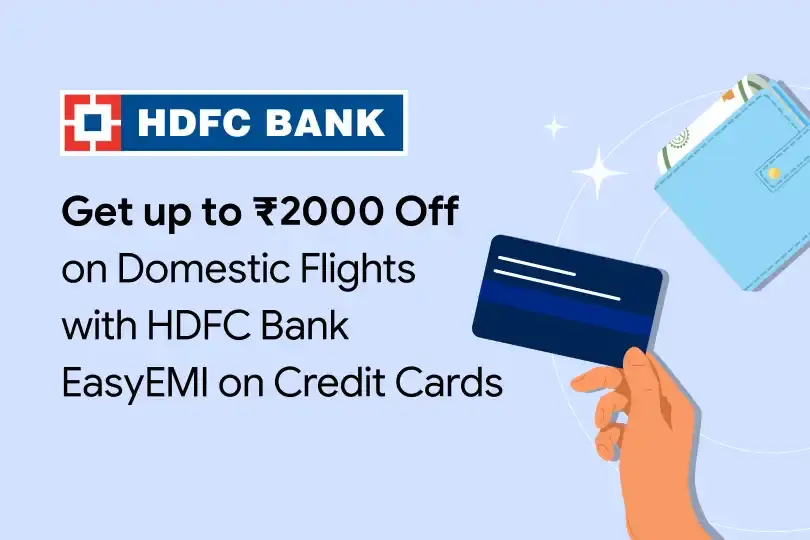 HDFC BANK
Get up to ₹2000 Off
on Domestic Flights
with HDFC Bank
EasyEMI on Credit Cards